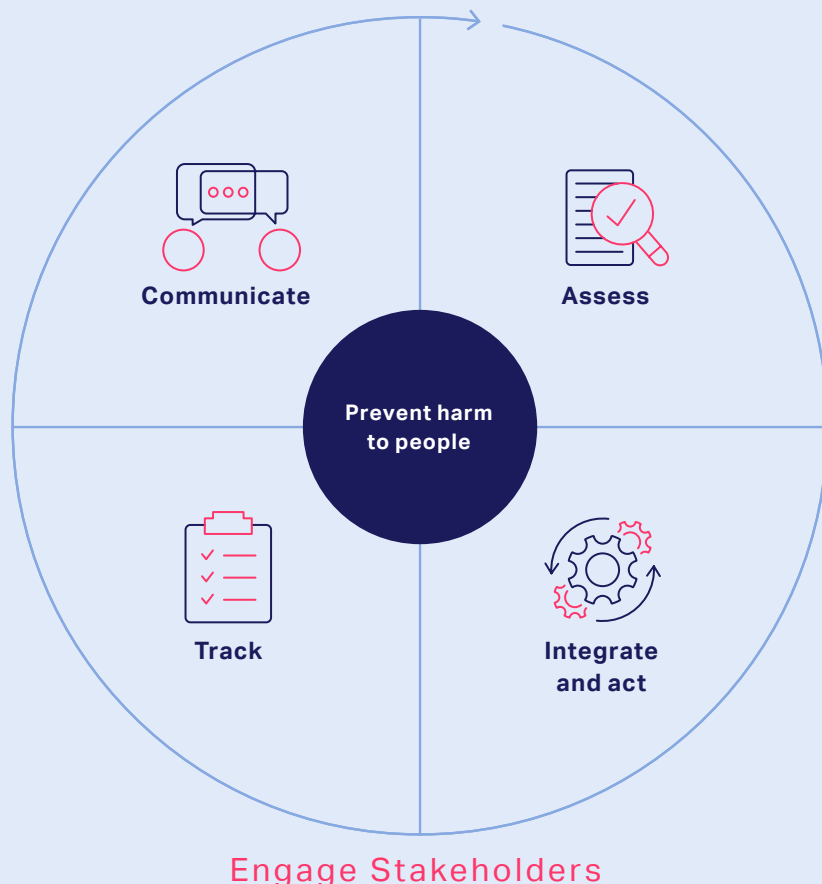 Communicate
Assess
Prevent harm
to people
Track
Integrate
and act
Engage Stakeholders